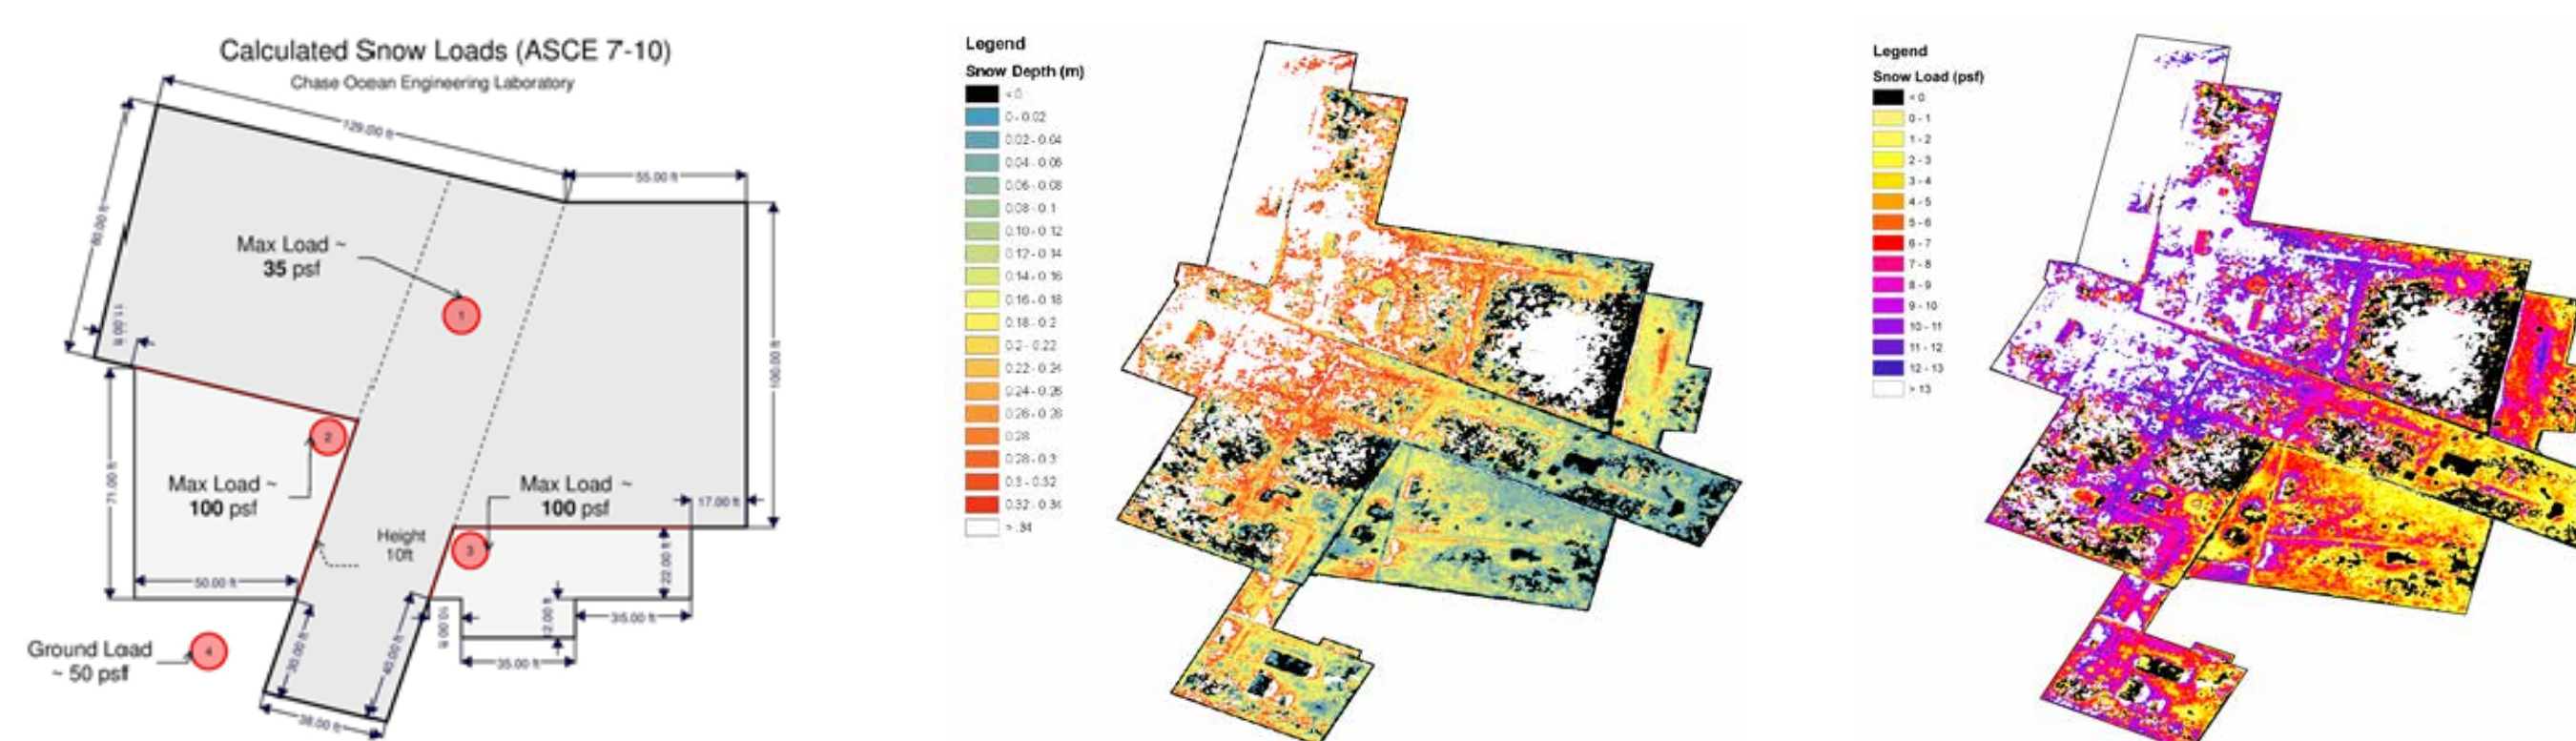 Calculated Snow Loads (ASCE 7-10)
Chase Ocean Engineering Laboratory
129.00 ft
55.00 ft
80.00 ft
Max Load ~
35 psf
1
11.00 ft
100.00 ft
2
71.00 ft
Max Load ~
100 psf
Max Load ~
100 psf
17.00 ft
Height
10ft
3
22.00 ft
50.00 ft
10.00 ft
12.00 ft
35.00 ft
Ground Load
~ 50 psf
4
30.00 ft
40.00 ft
35.00 ft
38.00 ft
Legend
Snow Depth (m)
< 0
0 - 0.02
0.02 - 0.04
0.04 - 0.06
0.06 - 0.08
0.08 - 0.1
0.10 - 0.12
0.12 - 0.14
0.14 - 0.16
0.16 - 0.18
0.18 - 0.2
0.2 - 0.22
0.22 - 0.24
0.24 - 0.26
0.26 - 0.28
0.28
0.28 - 0.3
0.3 - 0.32
0.32 - 0.34
> .34
Legend
Snow Load (psf)
< 0
0 - 1
1 - 2
2 - 3
3 - 4
4 - 5
5 - 6
6 - 7
7 - 8
8 - 9
9 - 10
10 - 11
11 - 12
12 - 13
> 13